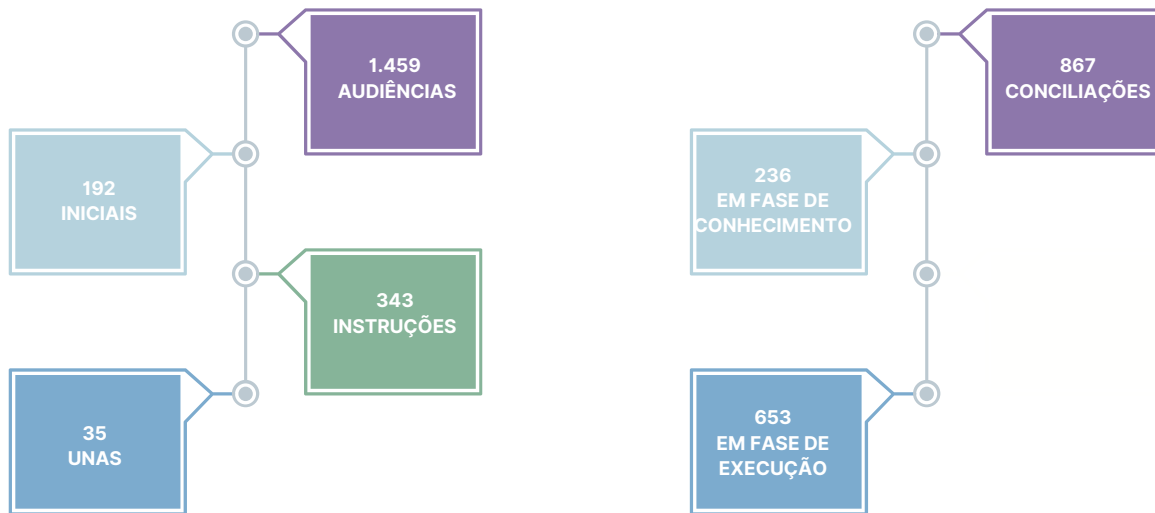 1.459
AUDIÊNCIAS
192
INICIAIS
343
INSTRUÇÕES
35
UNAS
867
CONCILIAÇÕES
236
EM FASE DE
CONHECIMENTO
653
EM FASE DE
EXECUÇÃO